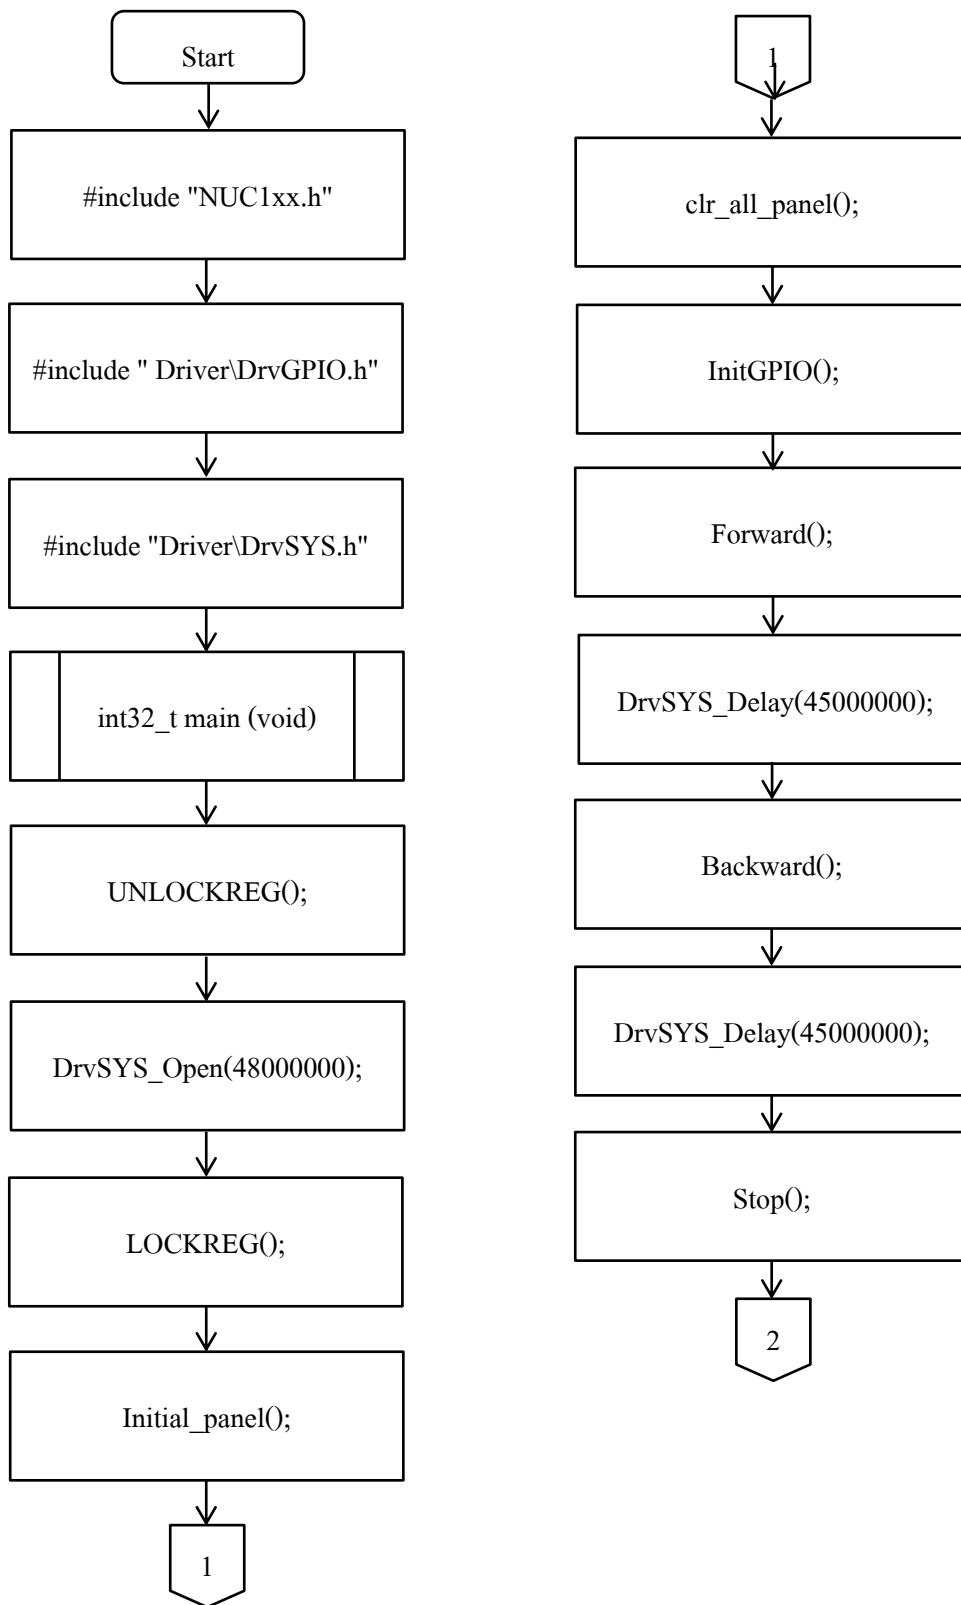 Start
#include "NUC1xx.h"
#include " Driver\DrvGPIO.h"
#include "Driver\DrvSYS.h"
int32_t main (void)
UNLOCKREG();
DrvSYS_Open(48000000);
LOCKREG();
Initial_panel();
1
1
clr_all_panel();
InitGPIO();
Forward();
DrvSYS_Delay(45000000);
Backward();
DrvSYS_Delay(45000000);
Stop();
2